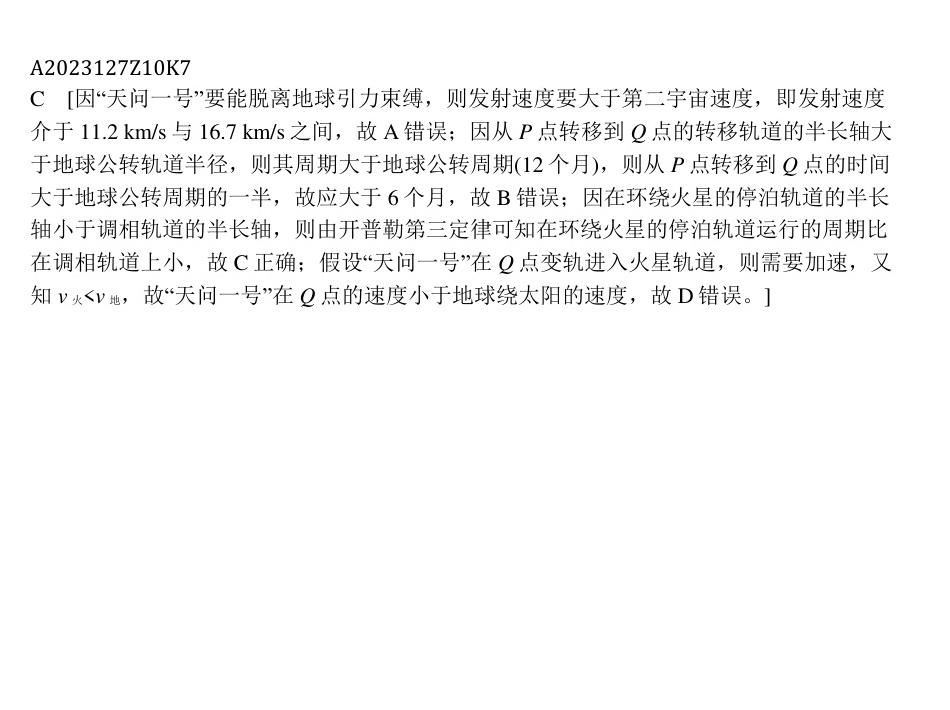 A2023127Z10K7
C [因“天问一号”要能脱离地球引力束缚，则发射速度要大于第二宇宙速度，即发射速度
介于 11.2 km/s 与 16.7 km/s 之间，故 A 错误；因从 P 点转移到 Q 点的转移轨道的半长轴大
于地球公转轨道半径，则其周期大于地球公转周期(12 个月)，则从 P 点转移到 Q 点的时间
大于地球公转周期的一半，故应大于 6 个月，故 B 错误；因在环绕火星的停泊轨道的半长
轴小于调相轨道的半长轴，则由开普勒第三定律可知在环绕火星的停泊轨道运行的周期比
在调相轨道上小，故 C 正确；假设“天问一号”在 Q 点变轨进入火星轨道，则需要加速，又
知 v火<v地，故“天问一号”在 Q 点的速度小于地球绕太阳的速度，故 D 错误。]